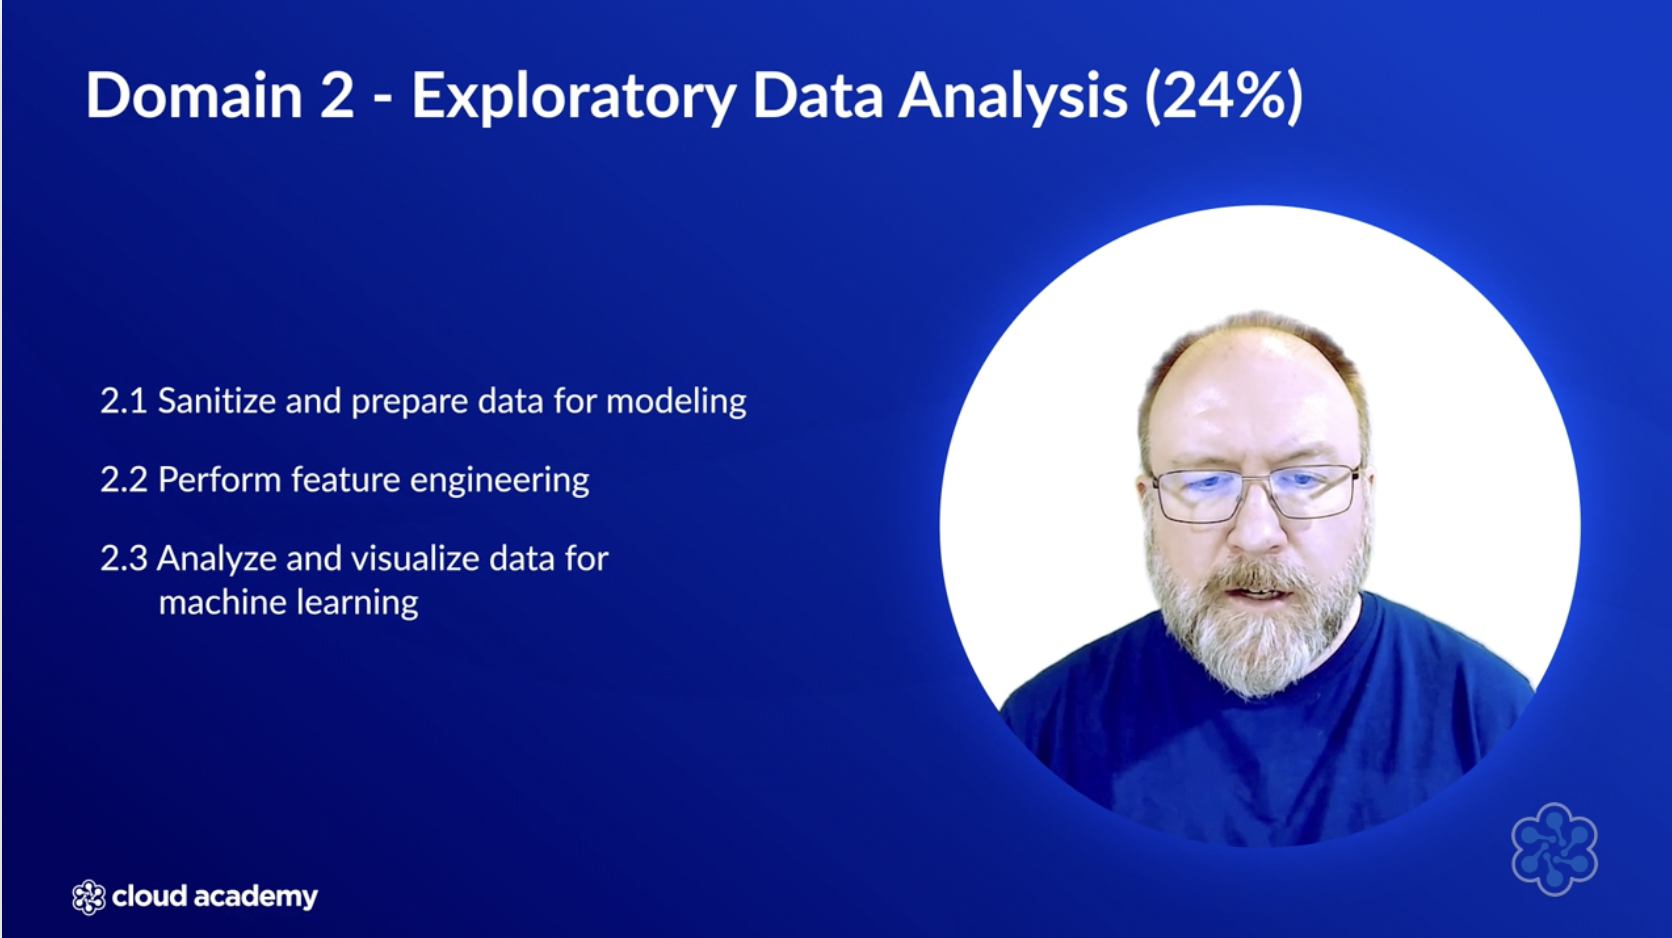 Domain 2 - Exploratory Data Analysis (24%)
2.1 Sanitize and prepare data for modeling
2.2 Perform feature engineering
2.3 Analyze and visualize data for
machine learning
cloud academy